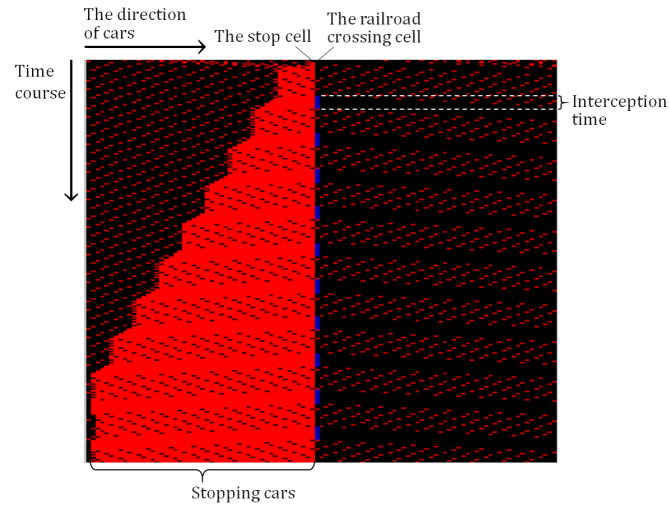 The direction
of cars
The stop cell
The railroad
crossing cell
Time
course
Interception
time
Stopping cars